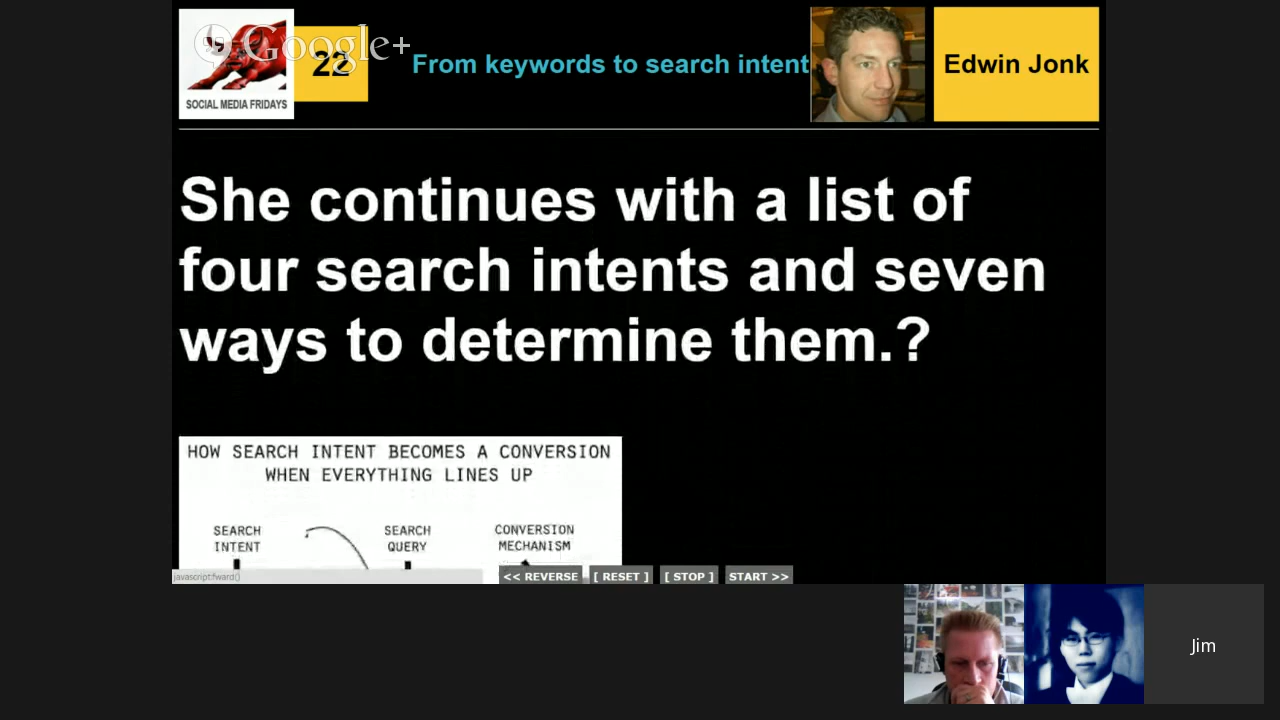 Google+
SOCIAL MEDIA FRIDAYS
22
From keywords to search intent
Edwin Jonk
She continues with a list of
four search intents and seven
ways to determine them.?
HOW SEARCH INTENT BECOMES A CONVERSION
WHEN EVERYTHING LINES UP
SEARCH
INTENT
SEARCH
QUERY
CONVERSION
MECHANISM
javascript:fward()
<< REVERSE
[ RESET ]
[ STOP ]
START >>
Jim